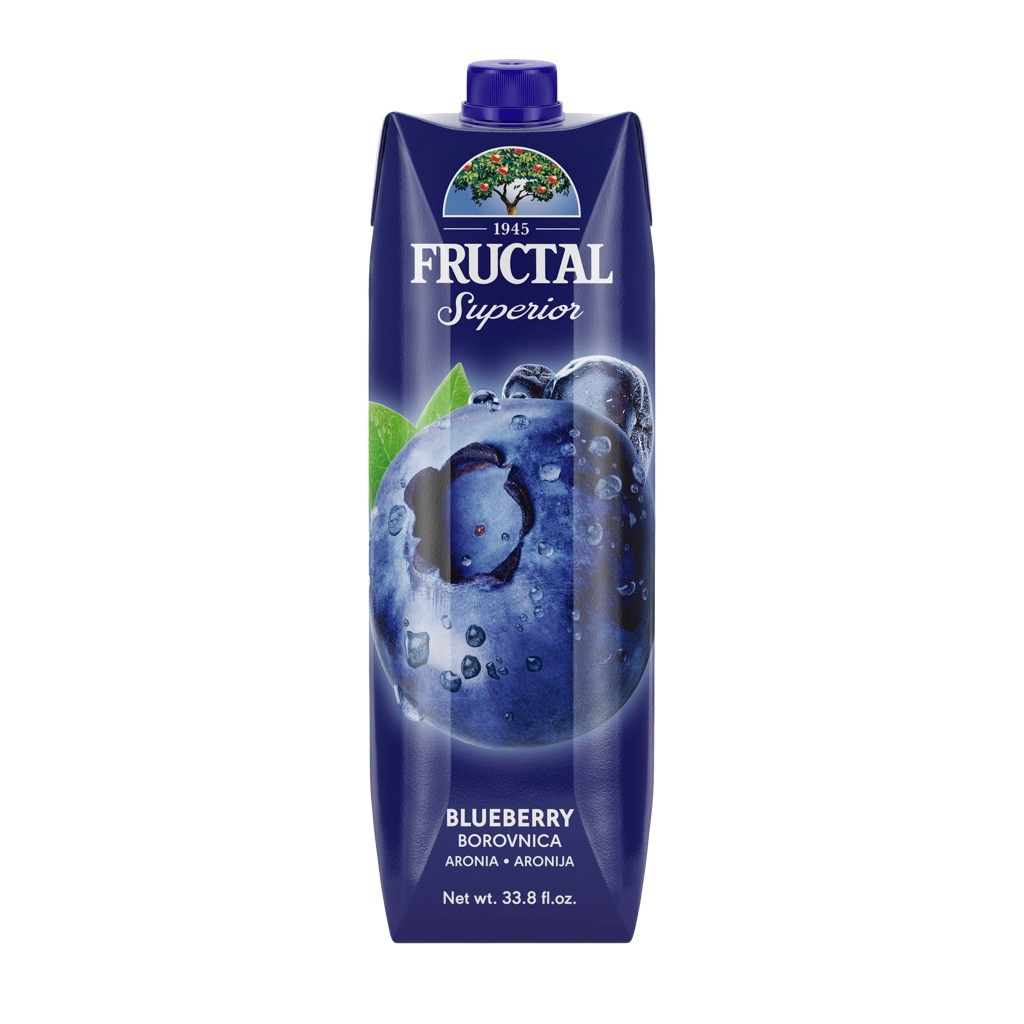 1945
FRUCTAL
Superior
BLUEBERRY
BOROVNICA
ARONIA • ARONIJA
Net wt. 33.8 fl.oz.